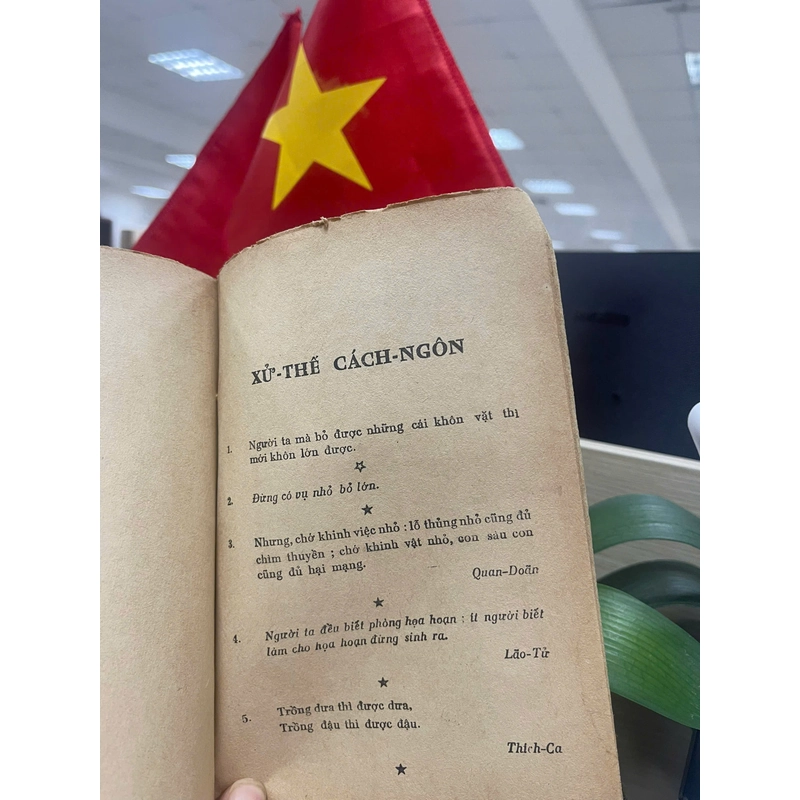 XỬ-THẾ CÁCH-NGÔN
1. Người ta mà bỏ được những cái khôn vặt thì
mới khôn lớn được.
2. Đừng có vụ nhỏ bỏ lớn.
3. Nhưng, chớ khinh việc nhỏ : lỗ thủng nhỏ cũng đủ
chìm thuyền ; chớ khinh vật nhỏ, con sâu con
cũng đủ hại mạng.
Quan-Doãn
4. Người ta đều biết phòng họa hoạn : ít người biết
làm cho họa hoạn đừng sinh ra.
Lão-Tử
5. Trồng dưa thì được dưa,
Trồng đậu thì được đậu.
Thích-Ca